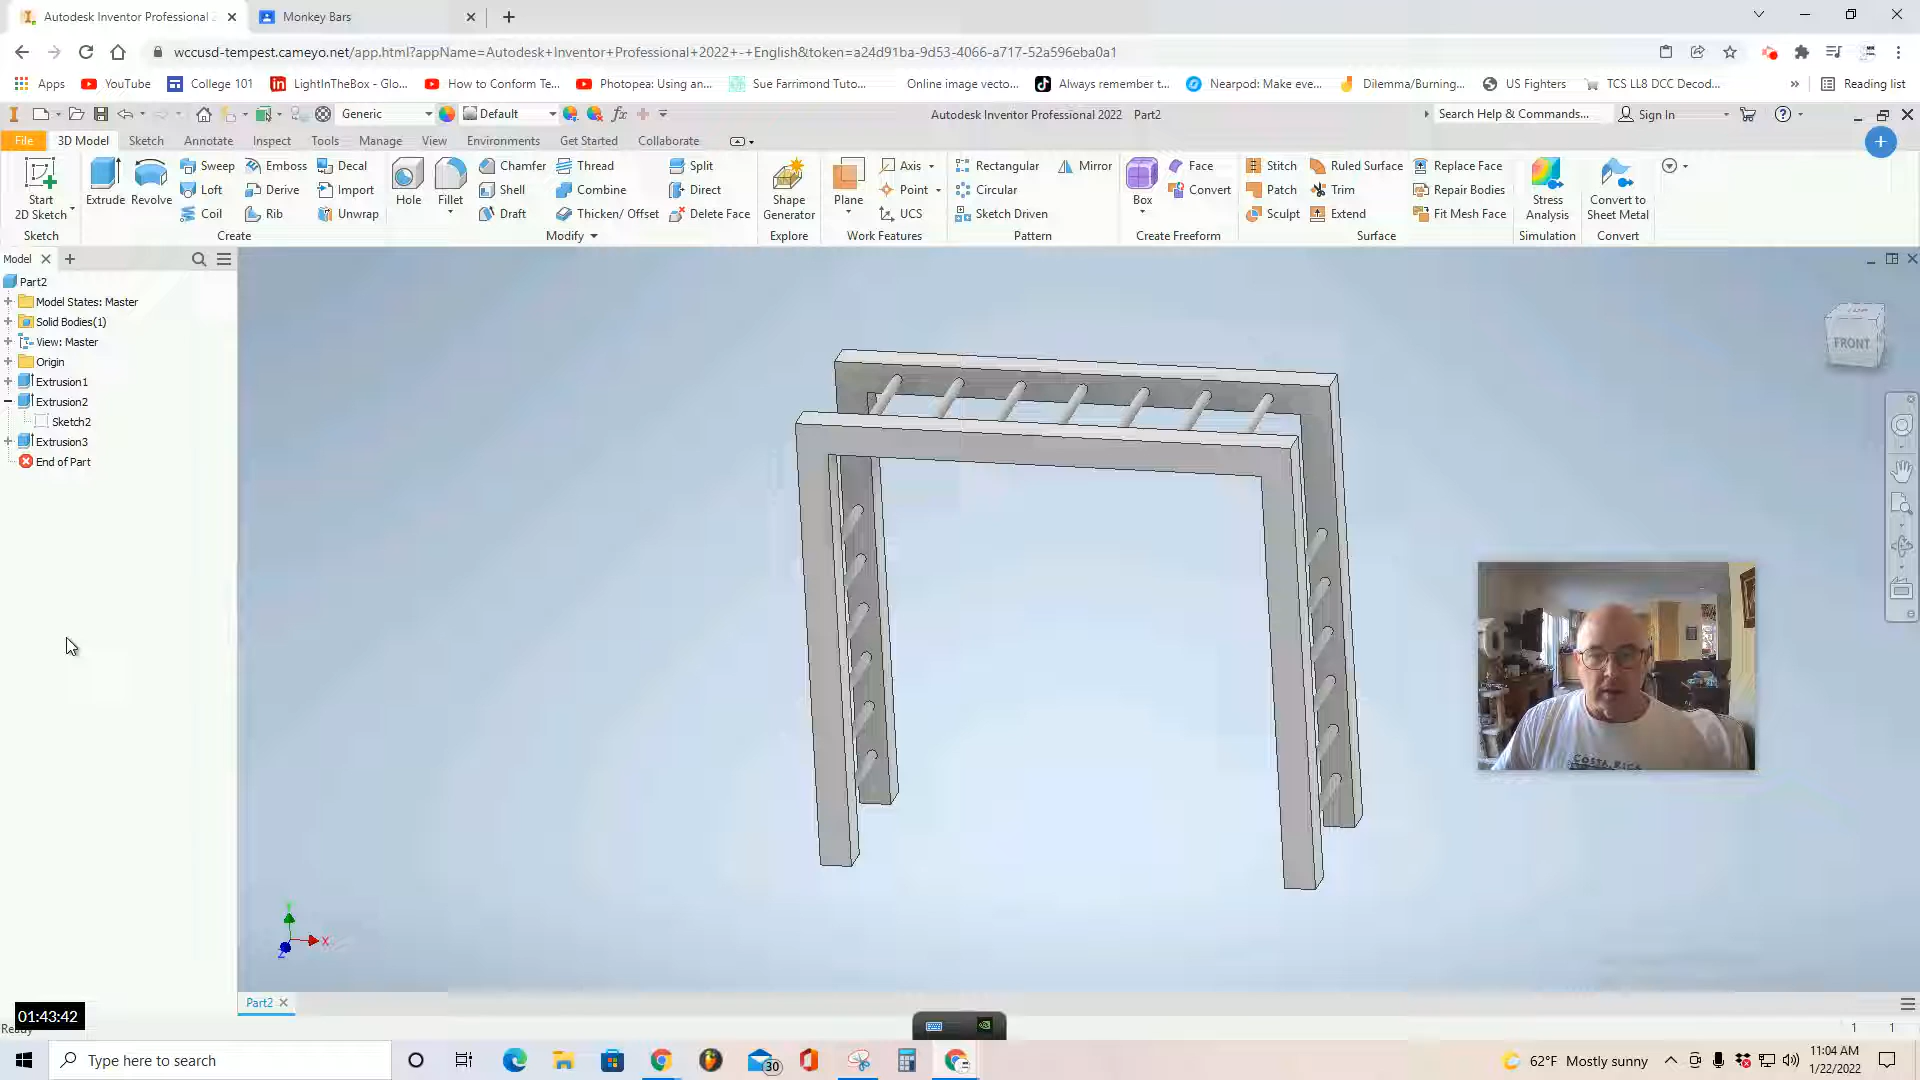 Autodesk Inventor Professional 2
Monkey Bars
wccusd-tempest.cameyo.net/app.html?appName=Autodesk+Inventor+Professional+2022+-+English&token=a24d91ba-9d53-4066-a717-52a596eba0a1
Apps YouTube College 101 LightInTheBox - Glo... How to Conform Te... Photopea: Using an... Sue Farrimond Tuto... Online image vecto... Always remember t... Nearpod: Make eve... Dilemma/Burning... US Fighters TCS LL8 DCC Decod... » Reading list
Generic Default fx Autodesk Inventor Professional 2022 Part2 Search Help & Commands... Sign In
File 3D Model Sketch Annotate Inspect Tools Manage View Environments Get Started Collaborate
Start
2D Sketch
Sketch
Extrude
Revolve
Sweep
Loft
Coil
Emboss
Derive
Rib
Decal
Import
Unwrap
Create
Hole
Fillet
Chamfer
Shell
Draft
Thread
Combine
Thicken/ Offset
Split
Direct
Delete Face
Modify
Shape
Generator
Explore
Plane
Axis
Point
UCS
Work Features
Rectangular
Circular
Sketch Driven
Mirror
Pattern
Box
Face
Convert
Create Freeform
Stitch
Patch
Sculpt
Ruled Surface
Trim
Extend
Replace Face
Repair Bodies
Fit Mesh Face
Surface
Stress
Analysis
Simulation
Convert to
Sheet Metal
Convert
Model
Part2
Model States: Master
Solid Bodies(1)
View: Master
Origin
Extrusion1
Extrusion2
Sketch2
Extrusion3
End of Part
TOP
FRONT
COSTA RICA
Y
X
Z
Part2
01:43:42
Ready
1 1
Type here to search
30
62°F Mostly sunny
11:04 AM
1/22/2022